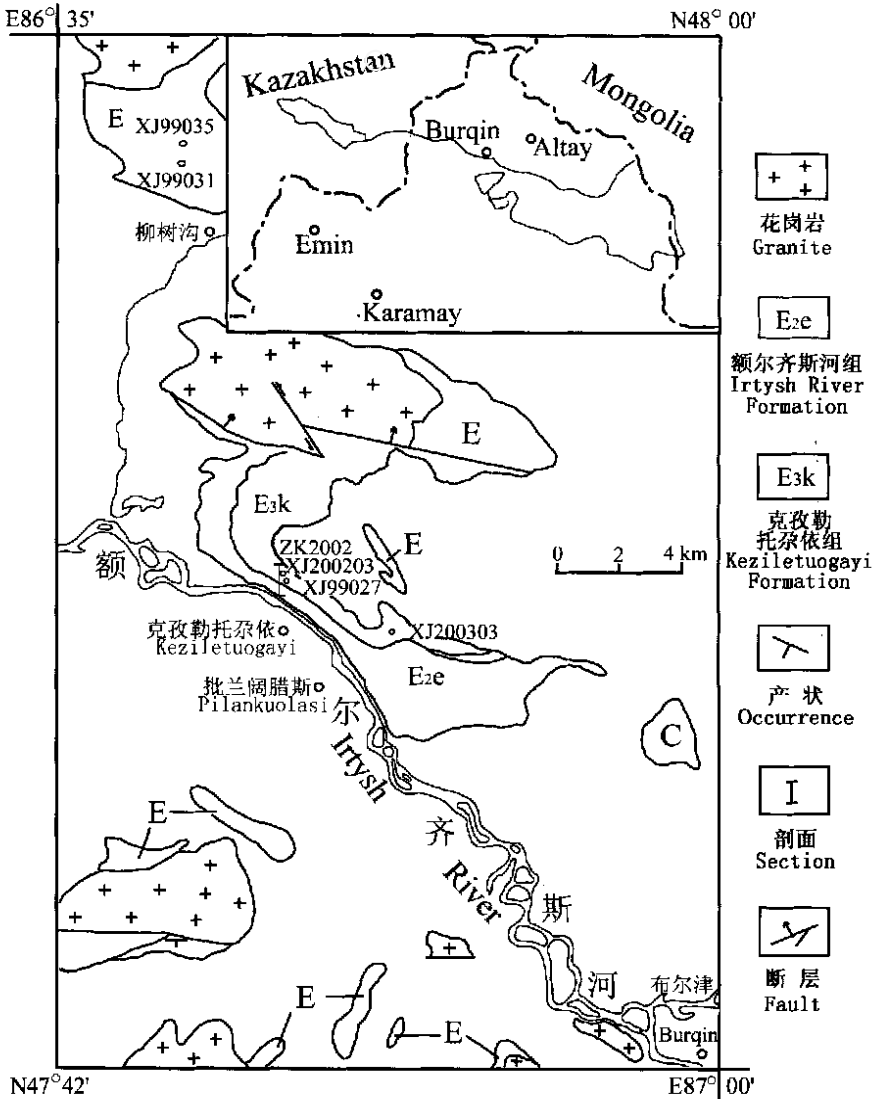 E86° 35'
N48° 00'
Kazakhstan
Mongolia
Burqin
Altay
Emin
Karamay
E
XJ99035
XJ99031
柳树沟
E
E3k
E
ZK2002
XJ200203
XJ99027
XJ200303
0 2 4 km
额
克孜勒托尕依
Keziletuogayi
批兰阔腊斯
Pilankuolasi
E2e
C
尔
Irtysh
齐
River
斯
河
E
E
E
E
布尔津
Burqin
N47°42'
E87° 00'
花岗岩
Granite
E2e
额尔齐斯河组
Irtysh River
Formation
E3k
克孜勒
托尕依组
Keziletuogayi
Formation
产 状
Occurrence
剖面
Section
断 层
Fault